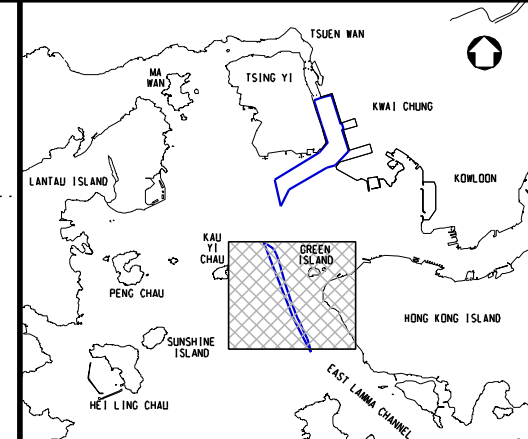 TSUEN WAN
MA
WAN
TSING YI
KWAI CHUNG
LANTAU ISLAND
KOWLOON
KAU
YI
CHAU
GREEN
ISLAND
PENG CHAU
HONG KONG ISLAND
SUNSHINE
ISLAND
HEI LING CHAU
EAST LAMMA CHANNEL